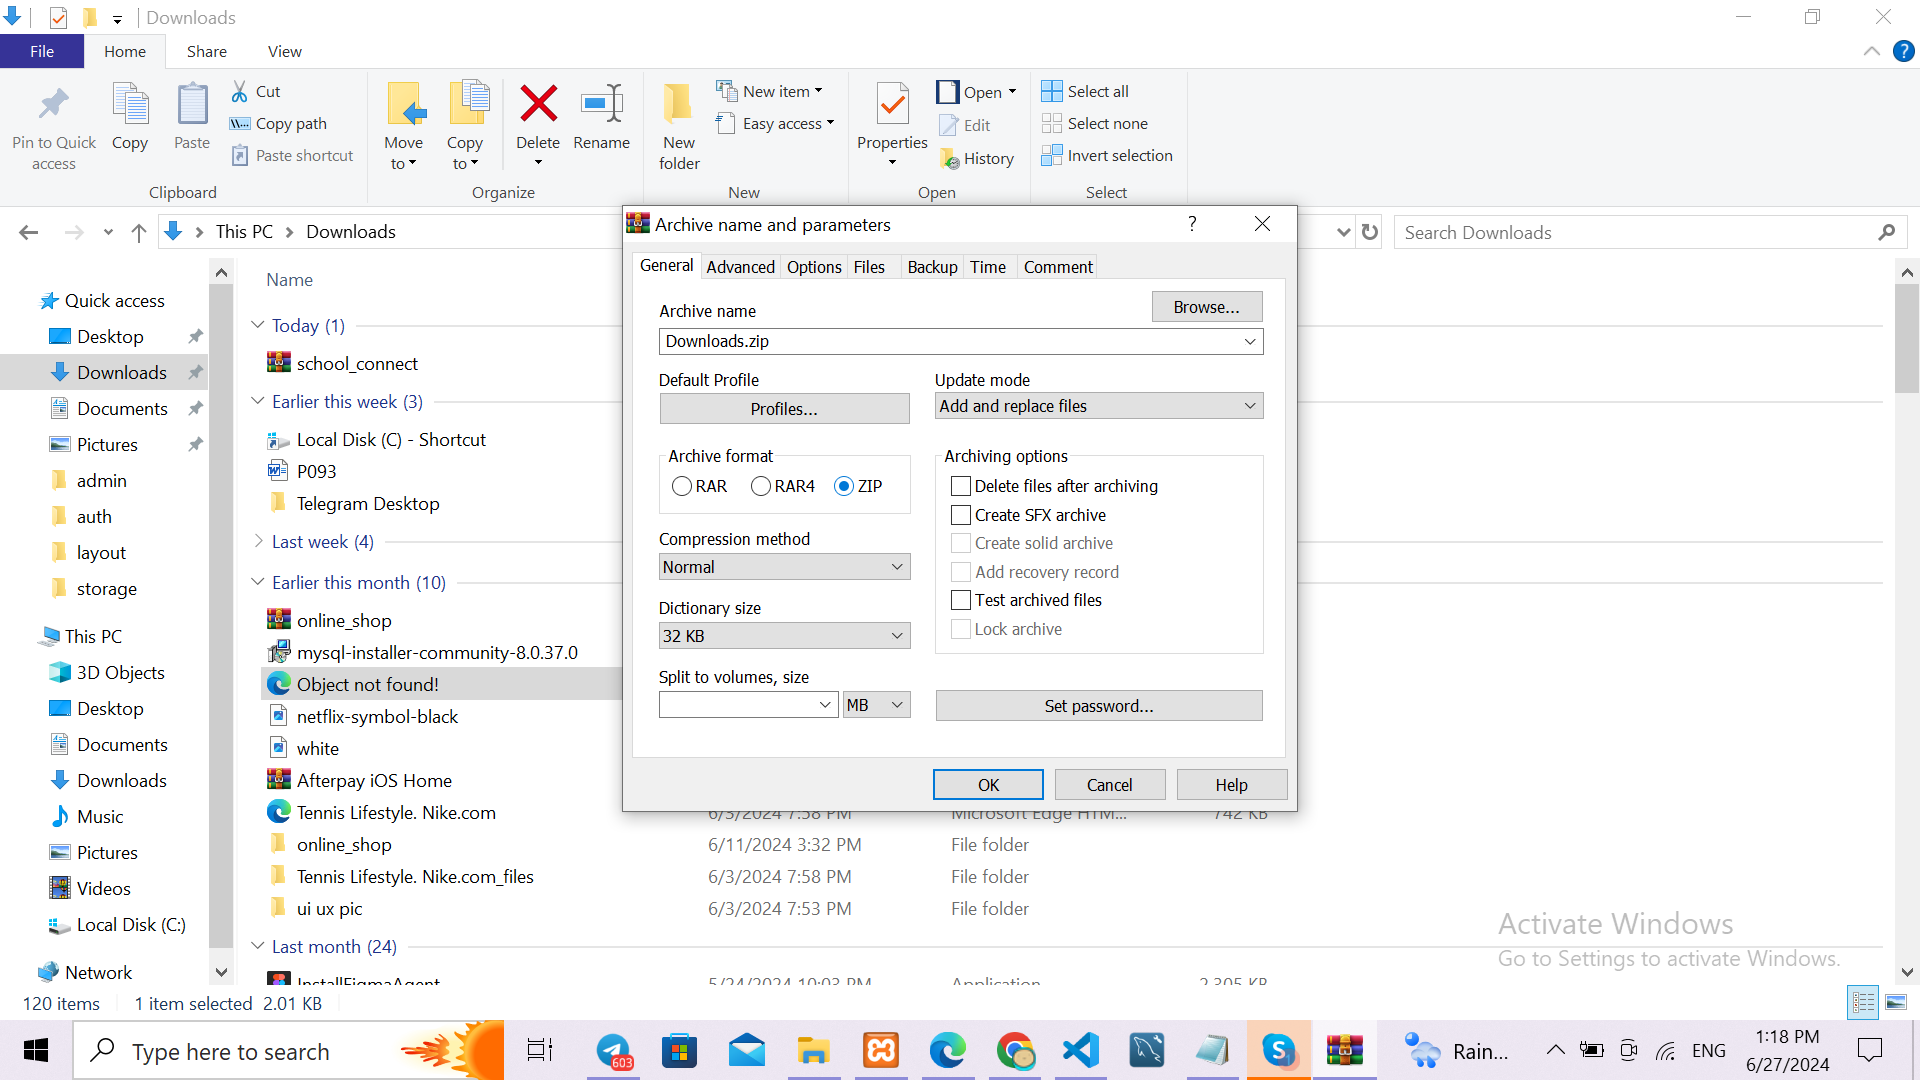 Downloads
File
Home
Share
View
?
Pin to Quick access
Copy
Paste
Cut
Copy path
Paste shortcut
Clipboard
Move to
Copy to
Delete
Rename
Organize
New folder
New item
Easy access
New
Properties
Open
Edit
History
Open
Select all
Select none
Invert selection
Select
This PC
Downloads
Search Downloads
Quick access
Desktop
Downloads
Documents
Pictures
admin
auth
layout
storage
This PC
3D Objects
Desktop
Documents
Downloads
Music
Pictures
Videos
Local Disk (C:)
Network
Name
Today (1)
school_connect
Earlier this week (3)
Local Disk (C) - Shortcut
P093
Telegram Desktop
Last week (4)
Earlier this month (10)
online_shop
mysql-installer-community-8.0.37.0
Object not found!
netflix-symbol-black
white
Afterpay iOS Home
Tennis Lifestyle. Nike.com 6/3/2024 7:58 PM Microsoft Edge HTM... 742 KB
online_shop 6/11/2024 3:32 PM File folder
Tennis Lifestyle. Nike.com_files 6/3/2024 7:58 PM File folder
ui ux pic 6/3/2024 7:53 PM File folder
Last month (24)
InstallFigmaAgent 5/24/2024 10:03 PM Application 2,305 KB
Archive name and parameters
?
General
Advanced
Options
Files
Backup
Time
Comment
Archive name
Browse...
Downloads.zip
Default Profile
Profiles...
Update mode
Add and replace files
Archive format
RAR
RAR4
ZIP
Compression method
Normal
Dictionary size
32 KB
Split to volumes, size
MB
Archiving options
Delete files after archiving
Create SFX archive
Create solid archive
Add recovery record
Test archived files
Lock archive
Set password...
OK
Cancel
Help
Activate Windows
Go to Settings to activate Windows.
120 items
1 item selected 2.01 KB
Type here to search
603
Rain...
ENG
1:18 PM
6/27/2024